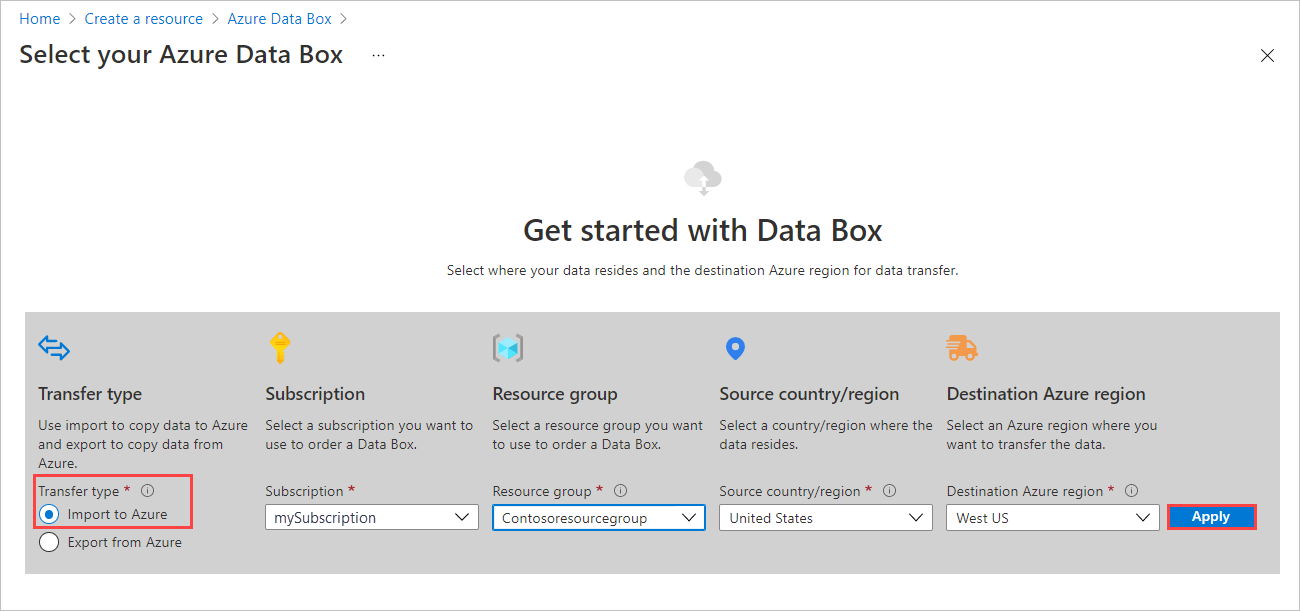 Home > Create a resource > Azure Data Box >
Select your Azure Data Box ...
Get started with Data Box
Select where your data resides and the destination Azure region for data transfer.
Transfer type
Use import to copy data to Azure
and export to copy data from
Azure.
Transfer type *
Import to Azure
Export from Azure
Subscription
Select a subscription you want to
use to order a Data Box.
Subscription *
mySubscription
Resource group
Select a resource group you want
to use to order a Data Box.
Resource group *
Contosoresourcegroup
Source country/region
Select a country/region where the
data resides.
Source country/region *
United States
Destination Azure region
Select an Azure region where you
want to transfer the data.
Destination Azure region *
West US
Apply